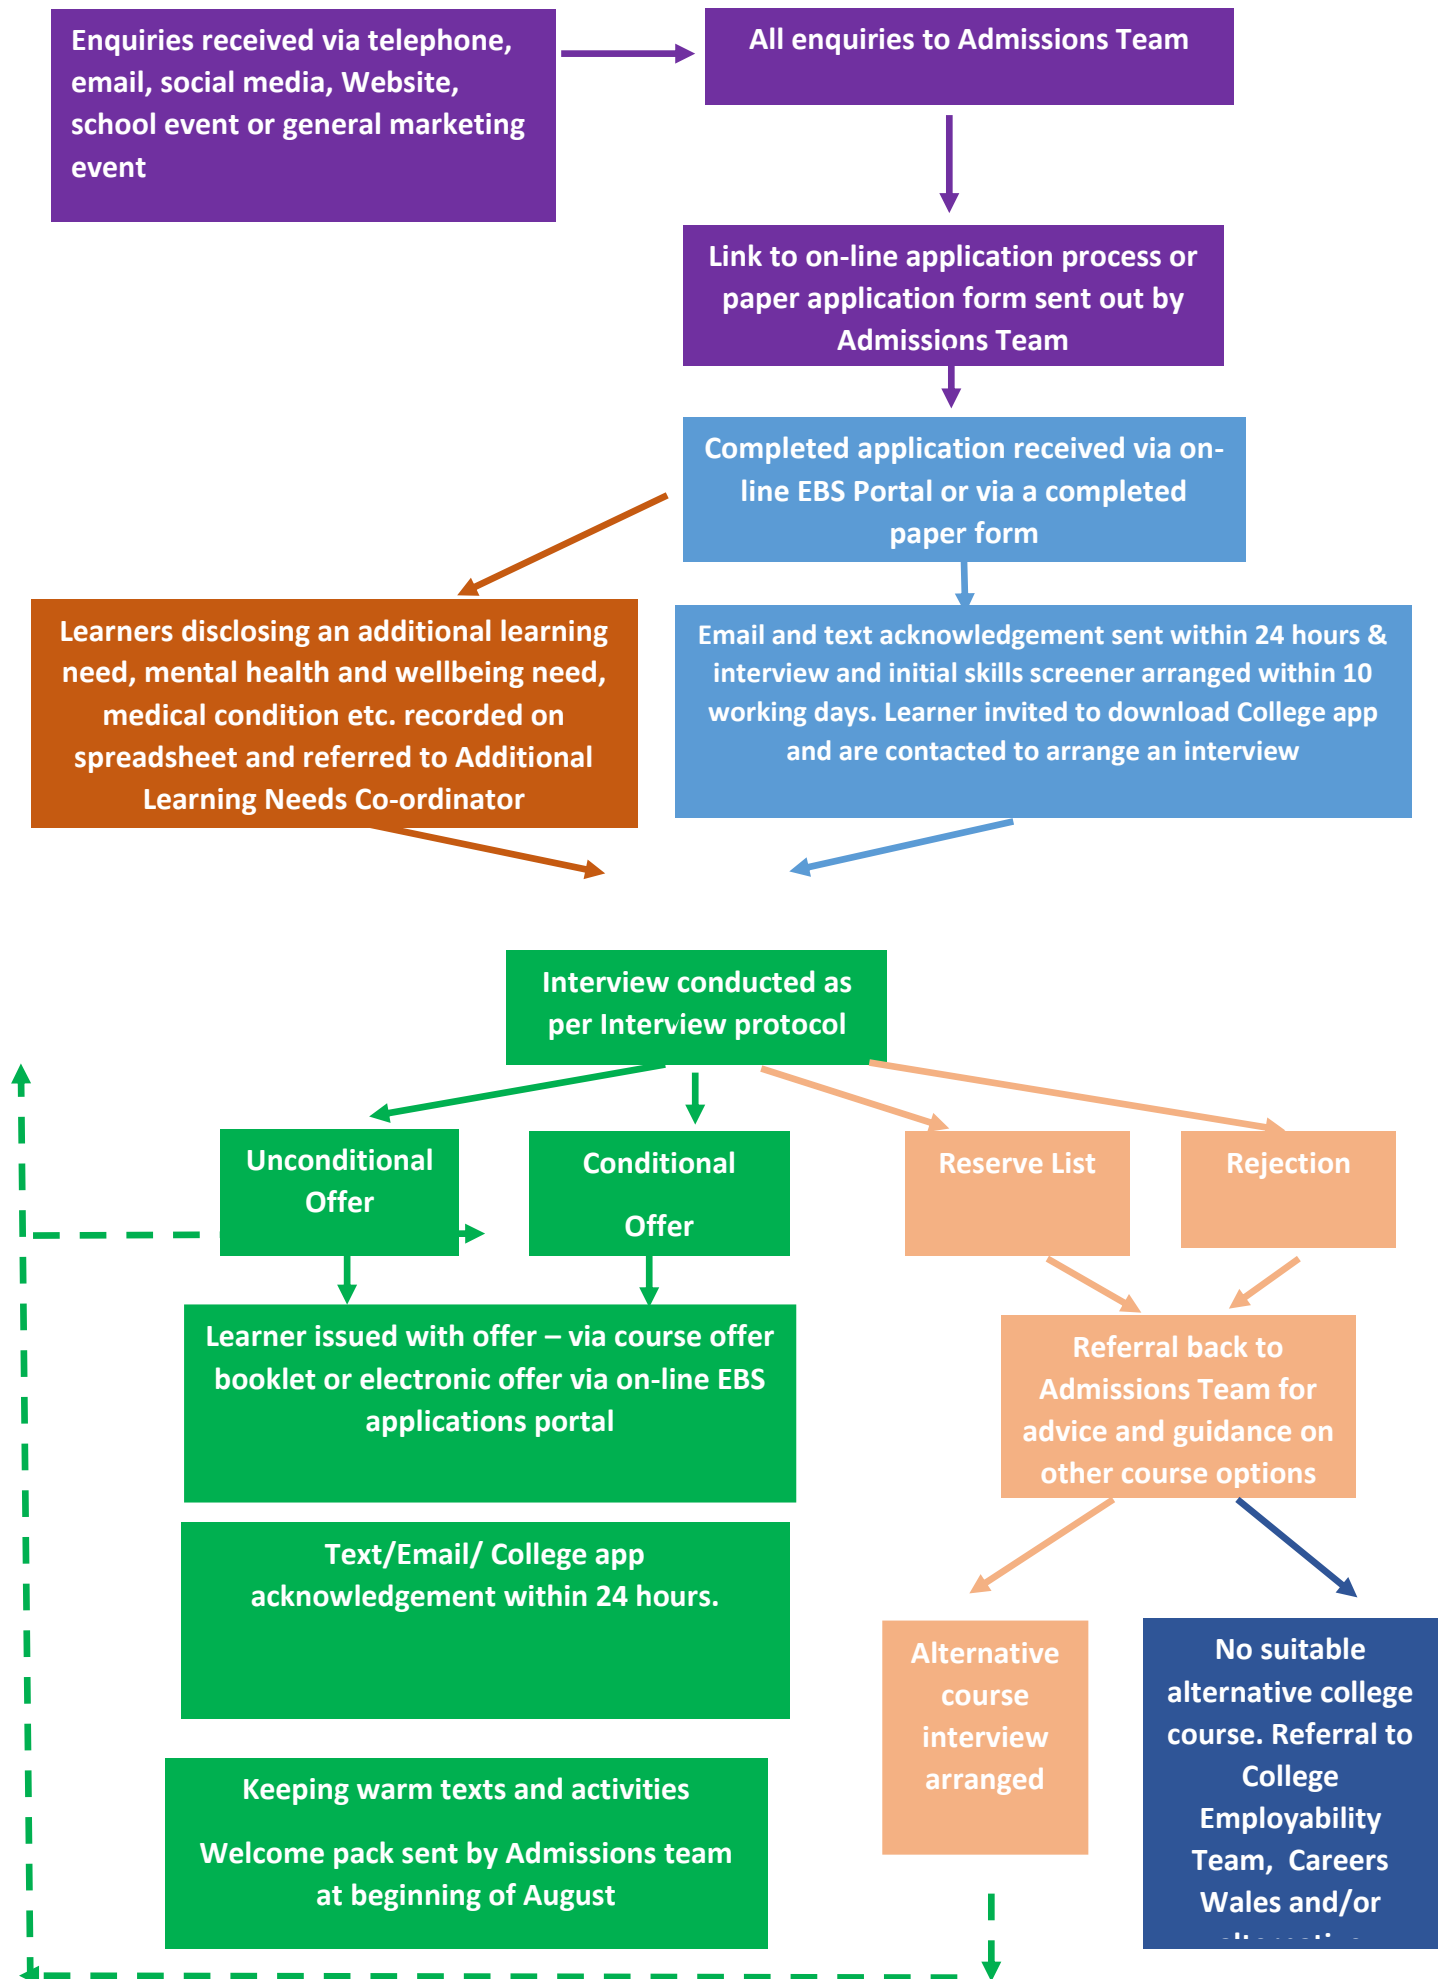 Enquiries received via telephone,
email, social media, Website,
school event or general marketing
event
All enquiries to Admissions Team
Link to on-line application process or
paper application form sent out by
Admissions Team
Completed application received via on-
line EBS Portal or via a completed
paper form
Learners disclosing an additional learning
need, mental health and wellbeing need,
medical condition etc. recorded on
spreadsheet and referred to Additional
Learning Needs Co-ordinator
Email and text acknowledgement sent within 24 hours &
interview and initial skills screener arranged within 10
working days. Learner invited to download College app
and are contacted to arrange an interview
Interview conducted as
per Interview protocol
Unconditional
Offer
Conditional
Offer
Reserve List
Rejection
Learner issued with offer – via course offer
booklet or electronic offer via on-line EBS
applications portal
Referral back to
Admissions Team for
advice and guidance on
other course options
Text/Email/ College app
acknowledgement within 24 hours.
Alternative
course
interview
arranged
No suitable
alternative college
course. Referral to
College
Employability
Team, Careers
Wales and/or
Keeping warm texts and activities
Welcome pack sent by Admissions team
at beginning of August